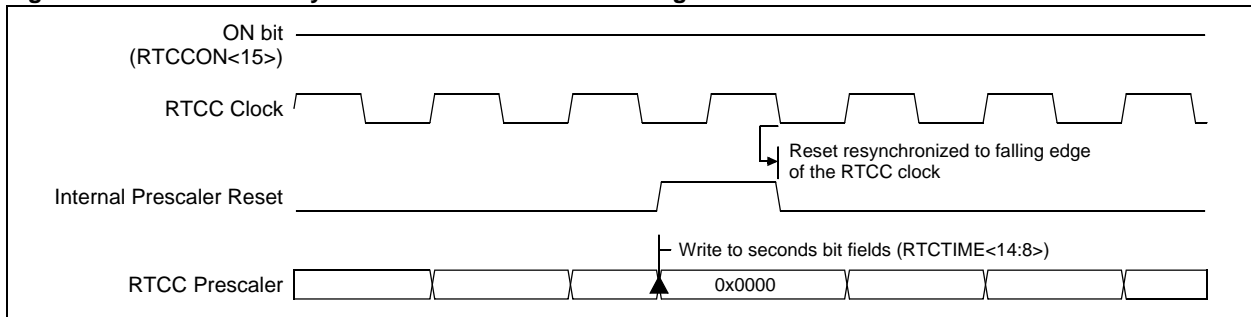 ON bit
(RTCCON<15>)
RTCC Clock
Reset resynchronized to falling edge
of the RTCC clock
Internal Prescaler Reset
Write to seconds bit fields (RTCTIME<14:8>)
RTCC Prescaler
0x0000